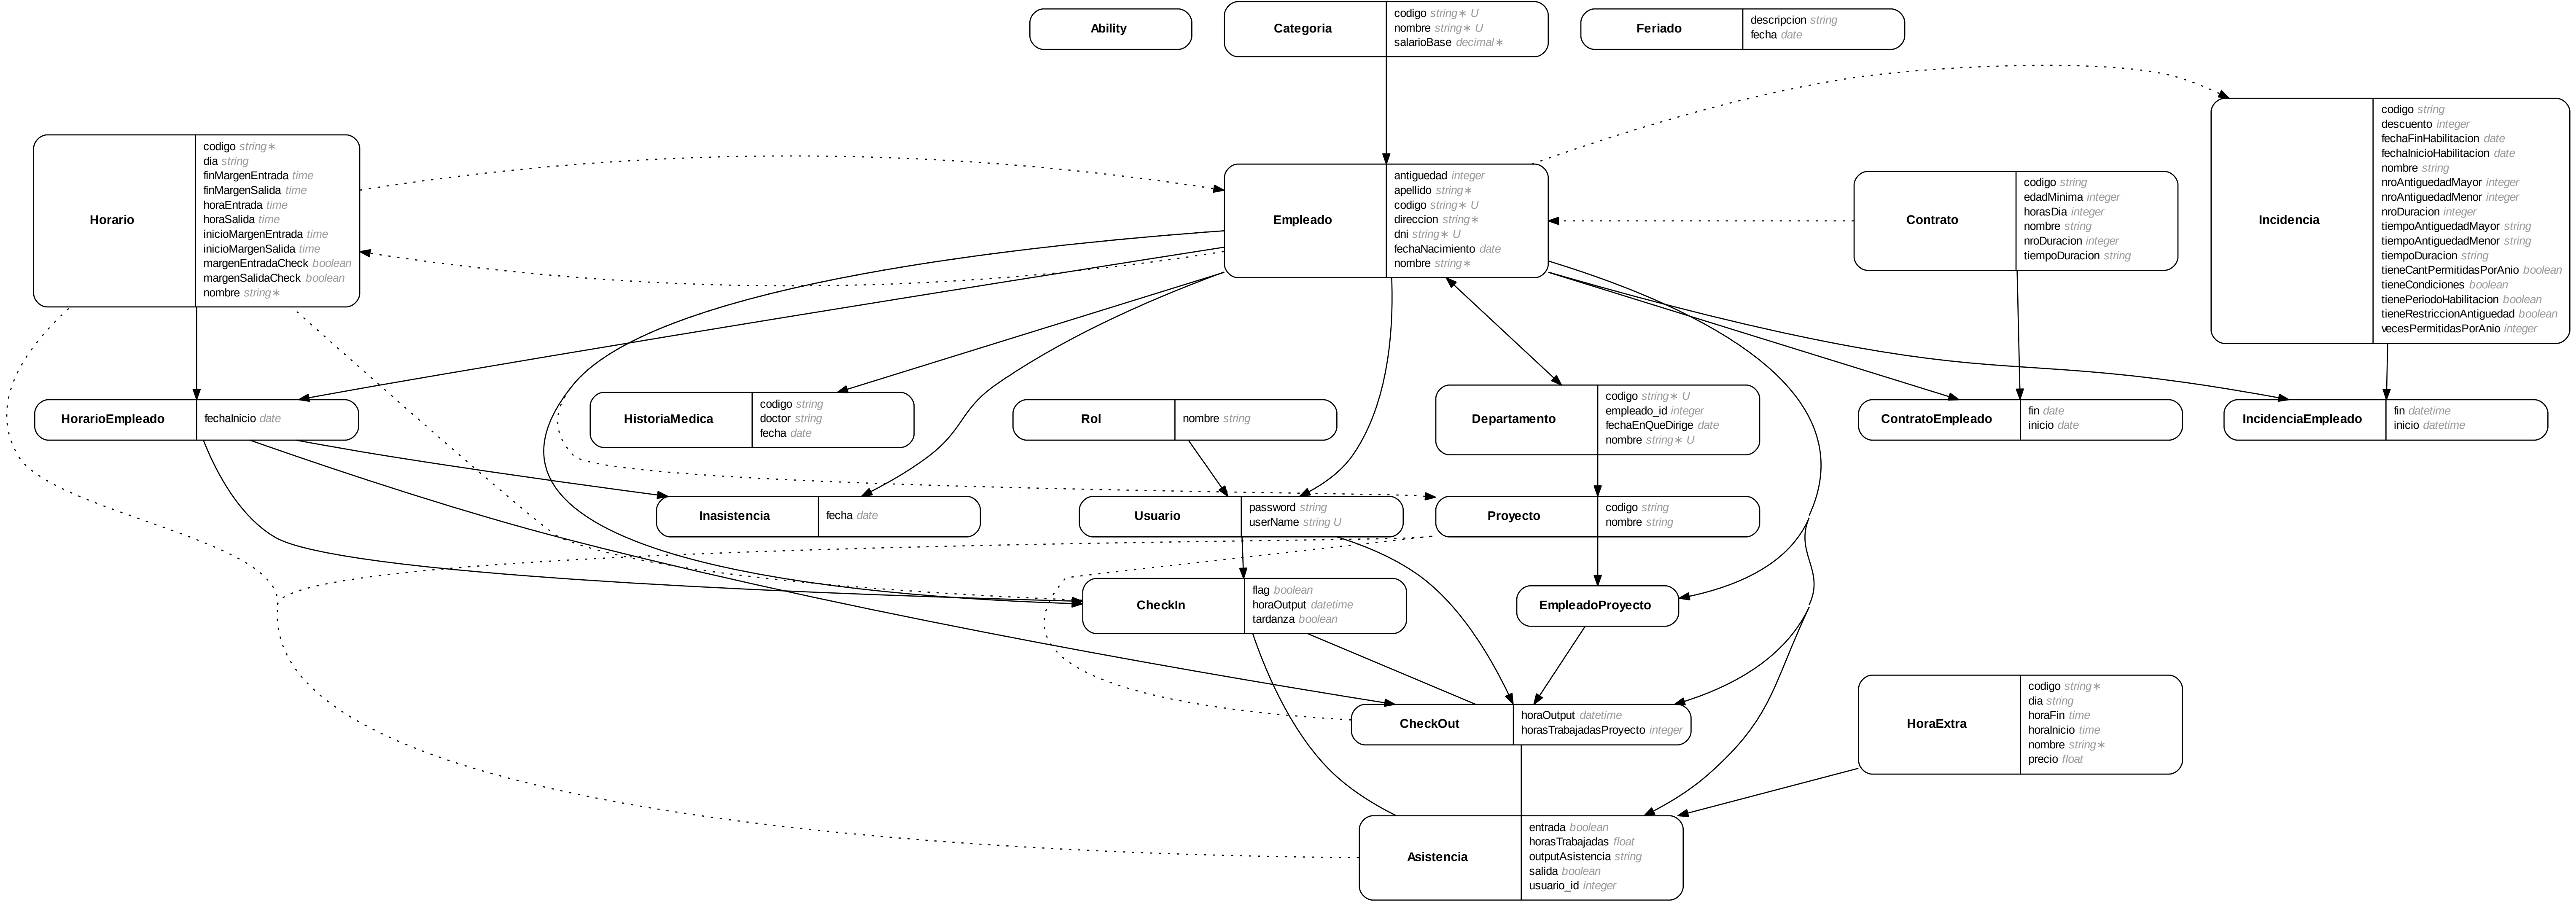 Ability
Categoria
codigo string∗ U
nombre string∗ U
salarioBase decimal∗
Feriado
descripcion string
fecha date
Horario
codigo string∗
dia string
finMargenEntrada time
finMargenSalida time
horaEntrada time
horaSalida time
inicioMargenEntrada time
inicioMargenSalida time
margenEntradaCheck boolean
margenSalidaCheck boolean
nombre string∗
Empleado
antiguedad integer
apellido string∗
codigo string∗ U
direccion string∗
dni string∗ U
fechaNacimiento date
nombre string∗
Contrato
codigo string
edadMinima integer
horasDia integer
nombre string
nroDuracion integer
tiempoDuracion string
Incidencia
codigo string
descuento integer
fechaFinHabilitacion date
fechaInicioHabilitacion date
nombre string
nroAntiguedadMayor integer
nroAntiguedadMenor integer
nroDuracion integer
tiempoAntiguedadMayor string
tiempoAntiguedadMenor string
tiempoDuracion string
tieneCantPermitidasPorAnio boolean
tieneCondiciones boolean
tienePeriodoHabilitacion boolean
tieneRestriccionAntiguedad boolean
vecesPermitidasPorAnio integer
HorarioEmpleado
fechaInicio date
HistoriaMedica
codigo string
doctor string
fecha date
Rol
nombre string
Departamento
codigo string∗ U
empleado_id integer
fechaEnQueDirige date
nombre string∗ U
ContratoEmpleado
fin date
inicio date
IncidenciaEmpleado
fin datetime
inicio datetime
Inasistencia
fecha date
Usuario
password string
userName string U
Proyecto
codigo string
nombre string
CheckIn
flag boolean
horaOutput datetime
tardanza boolean
EmpleadoProyecto
CheckOut
horaOutput datetime
horasTrabajadasProyecto integer
HoraExtra
codigo string∗
dia string
horaFin time
horaInicio time
nombre string∗
precio float
Asistencia
entrada boolean
horasTrabajadas float
outputAsistencia string
salida boolean
usuario_id integer